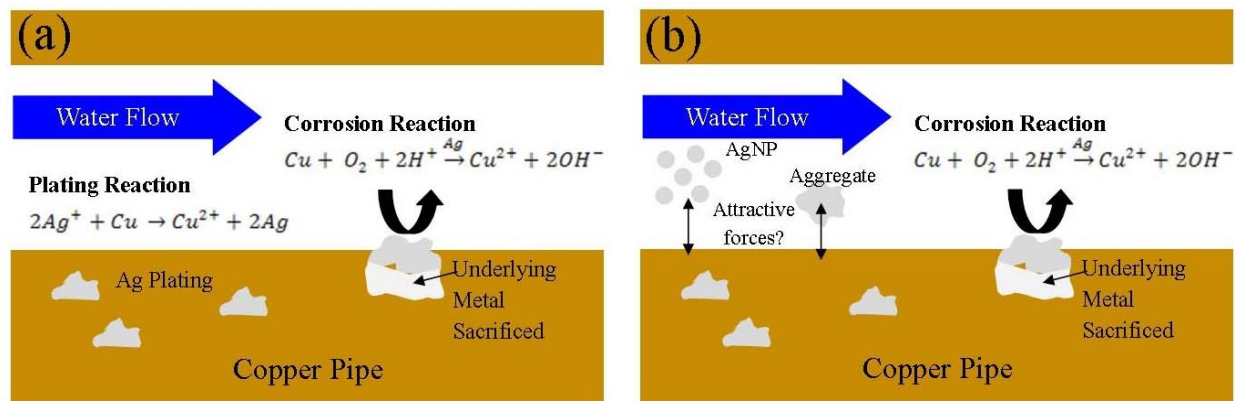 (a)
Water Flow
Corrosion Reaction
Cu + O₂ + 2H⁺ →^{Ag} Cu²⁺ + 2OH⁻
Plating Reaction
2Ag⁺ + Cu → Cu²⁺ + 2Ag
Ag Plating
Underlying
Metal
Sacrificed
Copper Pipe
(b)
Water Flow
Corrosion Reaction
Cu + O₂ + 2H⁺ →^{Ag} Cu²⁺ + 2OH⁻
AgNP
Aggregate
Attractive
forces?
Underlying
Metal
Sacrificed
Copper Pipe